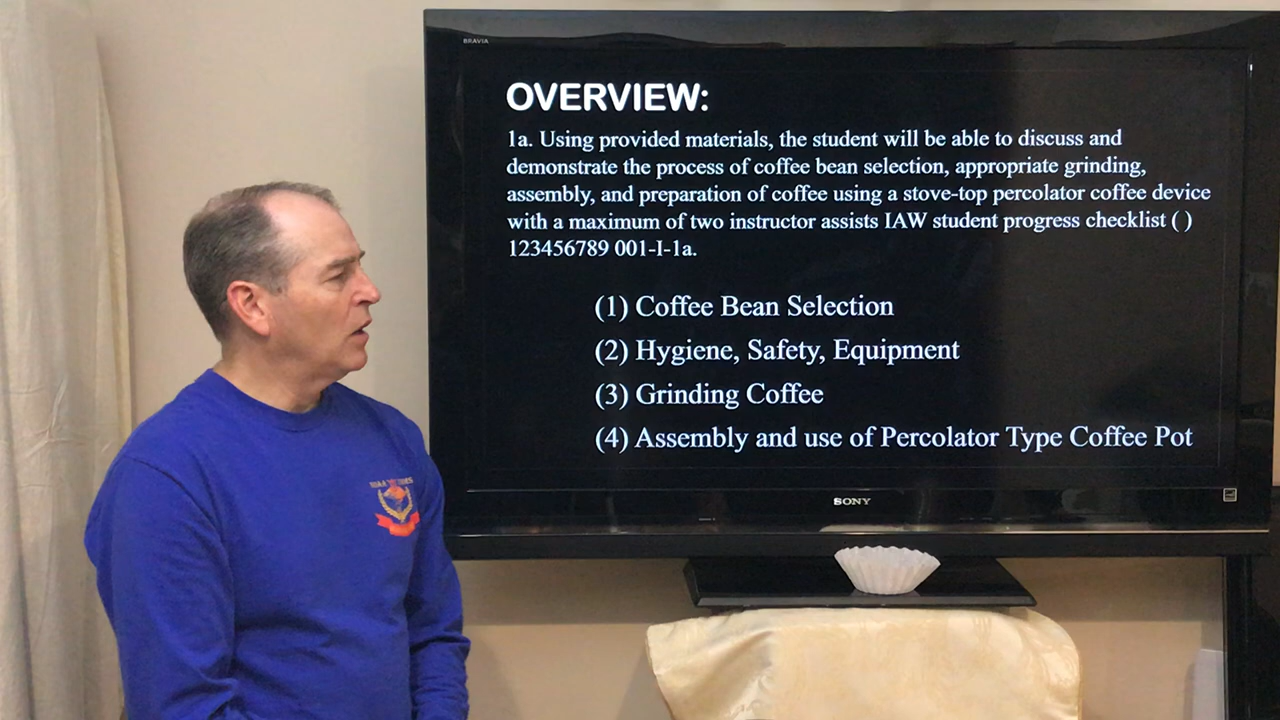 BRAVIA
OVERVIEW:
1a. Using provided materials, the student will be able to discuss and
demonstrate the process of coffee bean selection, appropriate grinding,
assembly, and preparation of coffee using a stove-top percolator coffee device
with a maximum of two instructor assists IAW student progress checklist ( )
123456789 001-I-1a.
(1) Coffee Bean Selection
(2) Hygiene, Safety, Equipment
(3) Grinding Coffee
(4) Assembly and use of Percolator Type Coffee Pot
SONY